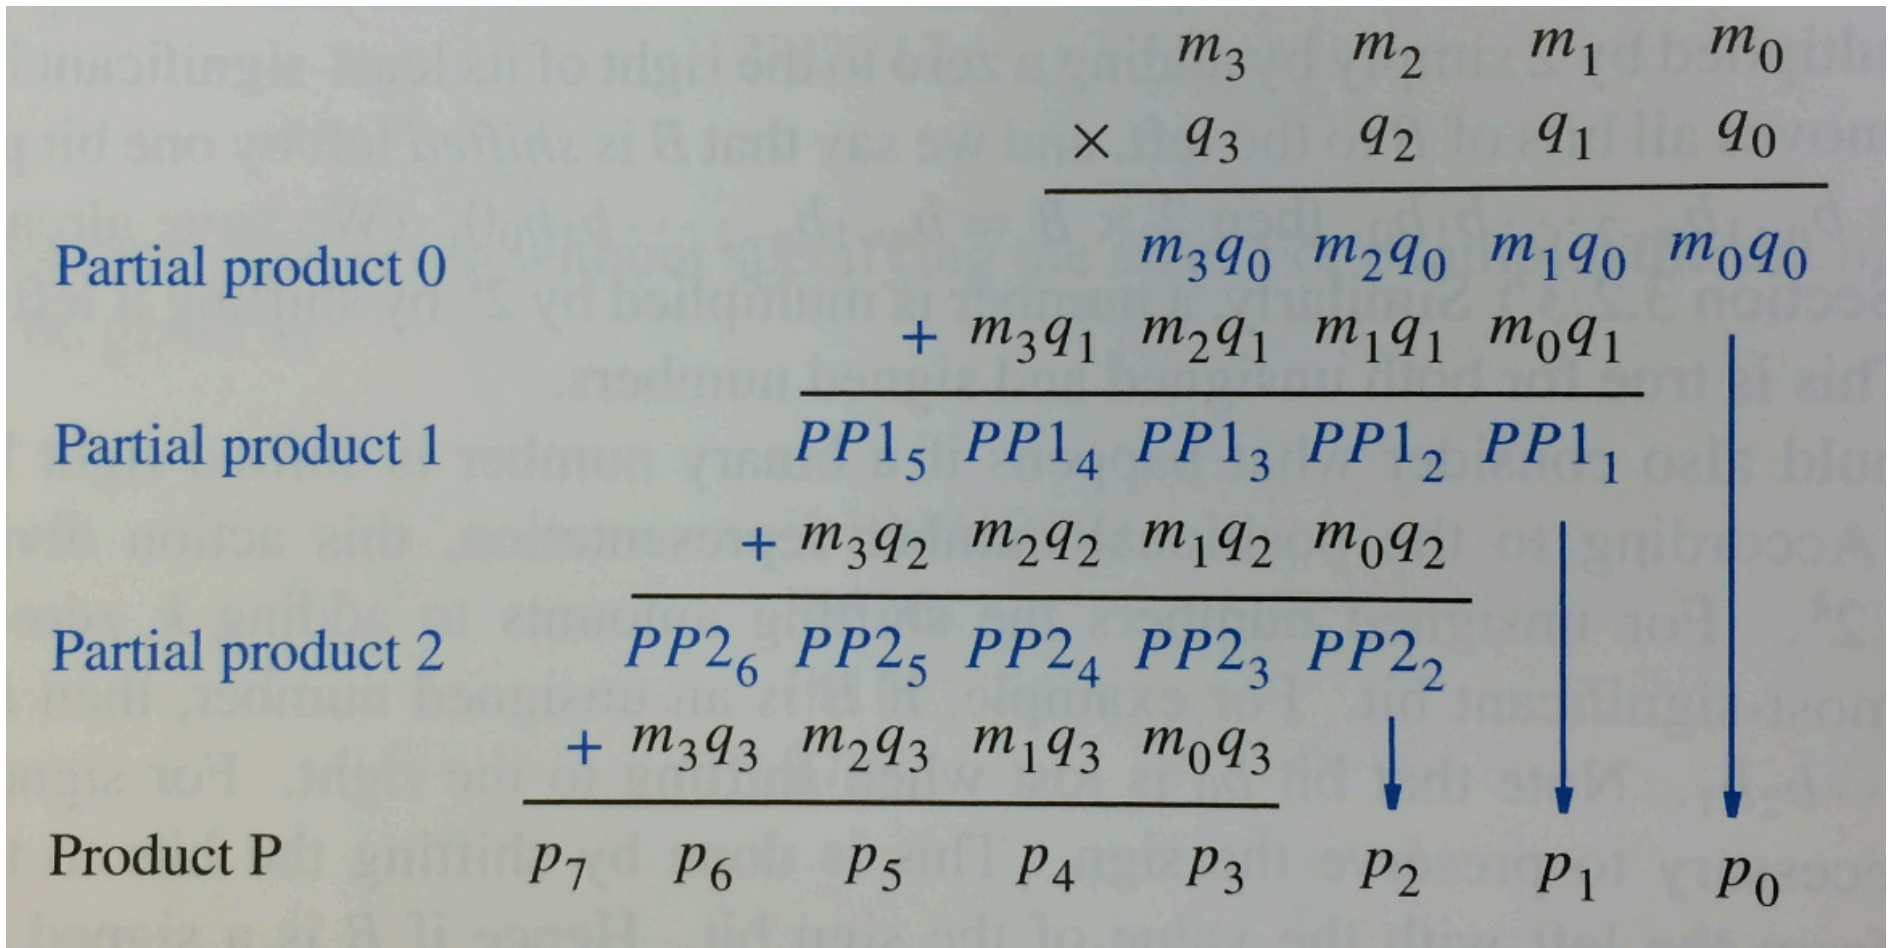 m₃ m₂ m₁ m₀
× q₃ q₂ q₁ q₀
Partial product 0 m₃q₀ m₂q₀ m₁q₀ m₀q₀
+ m₃q₁ m₂q₁ m₁q₁ m₀q₁
Partial product 1 PP1₅ PP1₄ PP1₃ PP1₂ PP1₁
+ m₃q₂ m₂q₂ m₁q₂ m₀q₂
Partial product 2 PP2₆ PP2₅ PP2₄ PP2₃ PP2₂
+ m₃q₃ m₂q₃ m₁q₃ m₀q₃
Product P p₇ p₆ p₅ p₄ p₃ p₂ p₁ p₀